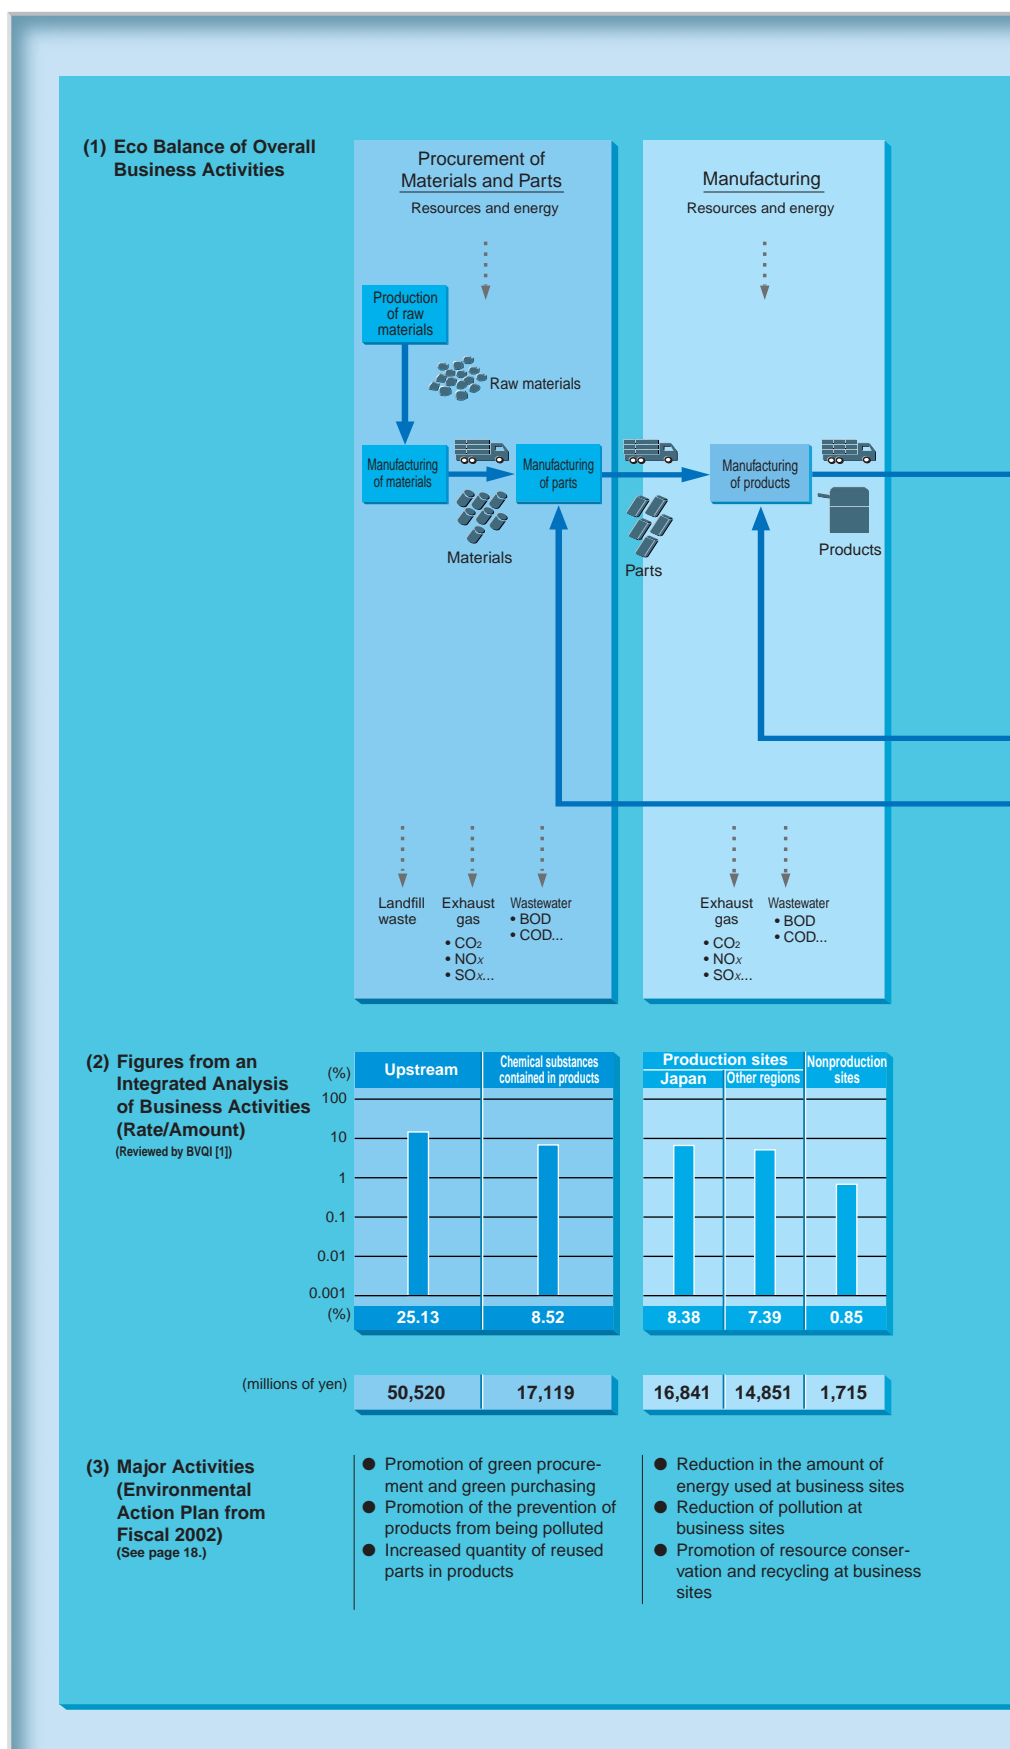 (1) Eco Balance of Overall
Business Activities
Procurement of
Materials and Parts
Resources and energy
Manufacturing
Resources and energy
Production
of raw
materials
Raw materials
Manufacturing
of materials
Manufacturing
of parts
Manufacturing
of products
Materials
Parts
Products
Landfill
waste
Exhaust
gas
• CO2
• NOX
• SOX...
Wastewater
• BOD
• COD...
Exhaust
gas
• CO2
• NOX
• SOX...
Wastewater
• BOD
• COD...
(2) Figures from an
Integrated Analysis
of Business Activities
(Rate/Amount)
(Reviewed by BVQI [1])
(%)
100
10
1
0.1
0.01
0.001
(%)
Upstream
Chemical substances
contained in products
Production sites
Japan
Other regions
Nonproduction
sites
25.13
8.52
8.38
7.39
0.85
(millions of yen)
50,520
17,119
16,841
14,851
1,715
(3) Major Activities
(Environmental
Action Plan from
Fiscal 2002)
(See page 18.)
● Promotion of green procure-
ment and green purchasing
● Promotion of the prevention of
products from being polluted
● Increased quantity of reused
parts in products
● Reduction in the amount of
energy used at business sites
● Reduction of pollution at
business sites
● Promotion of resource conser-
vation and recycling at business
sites